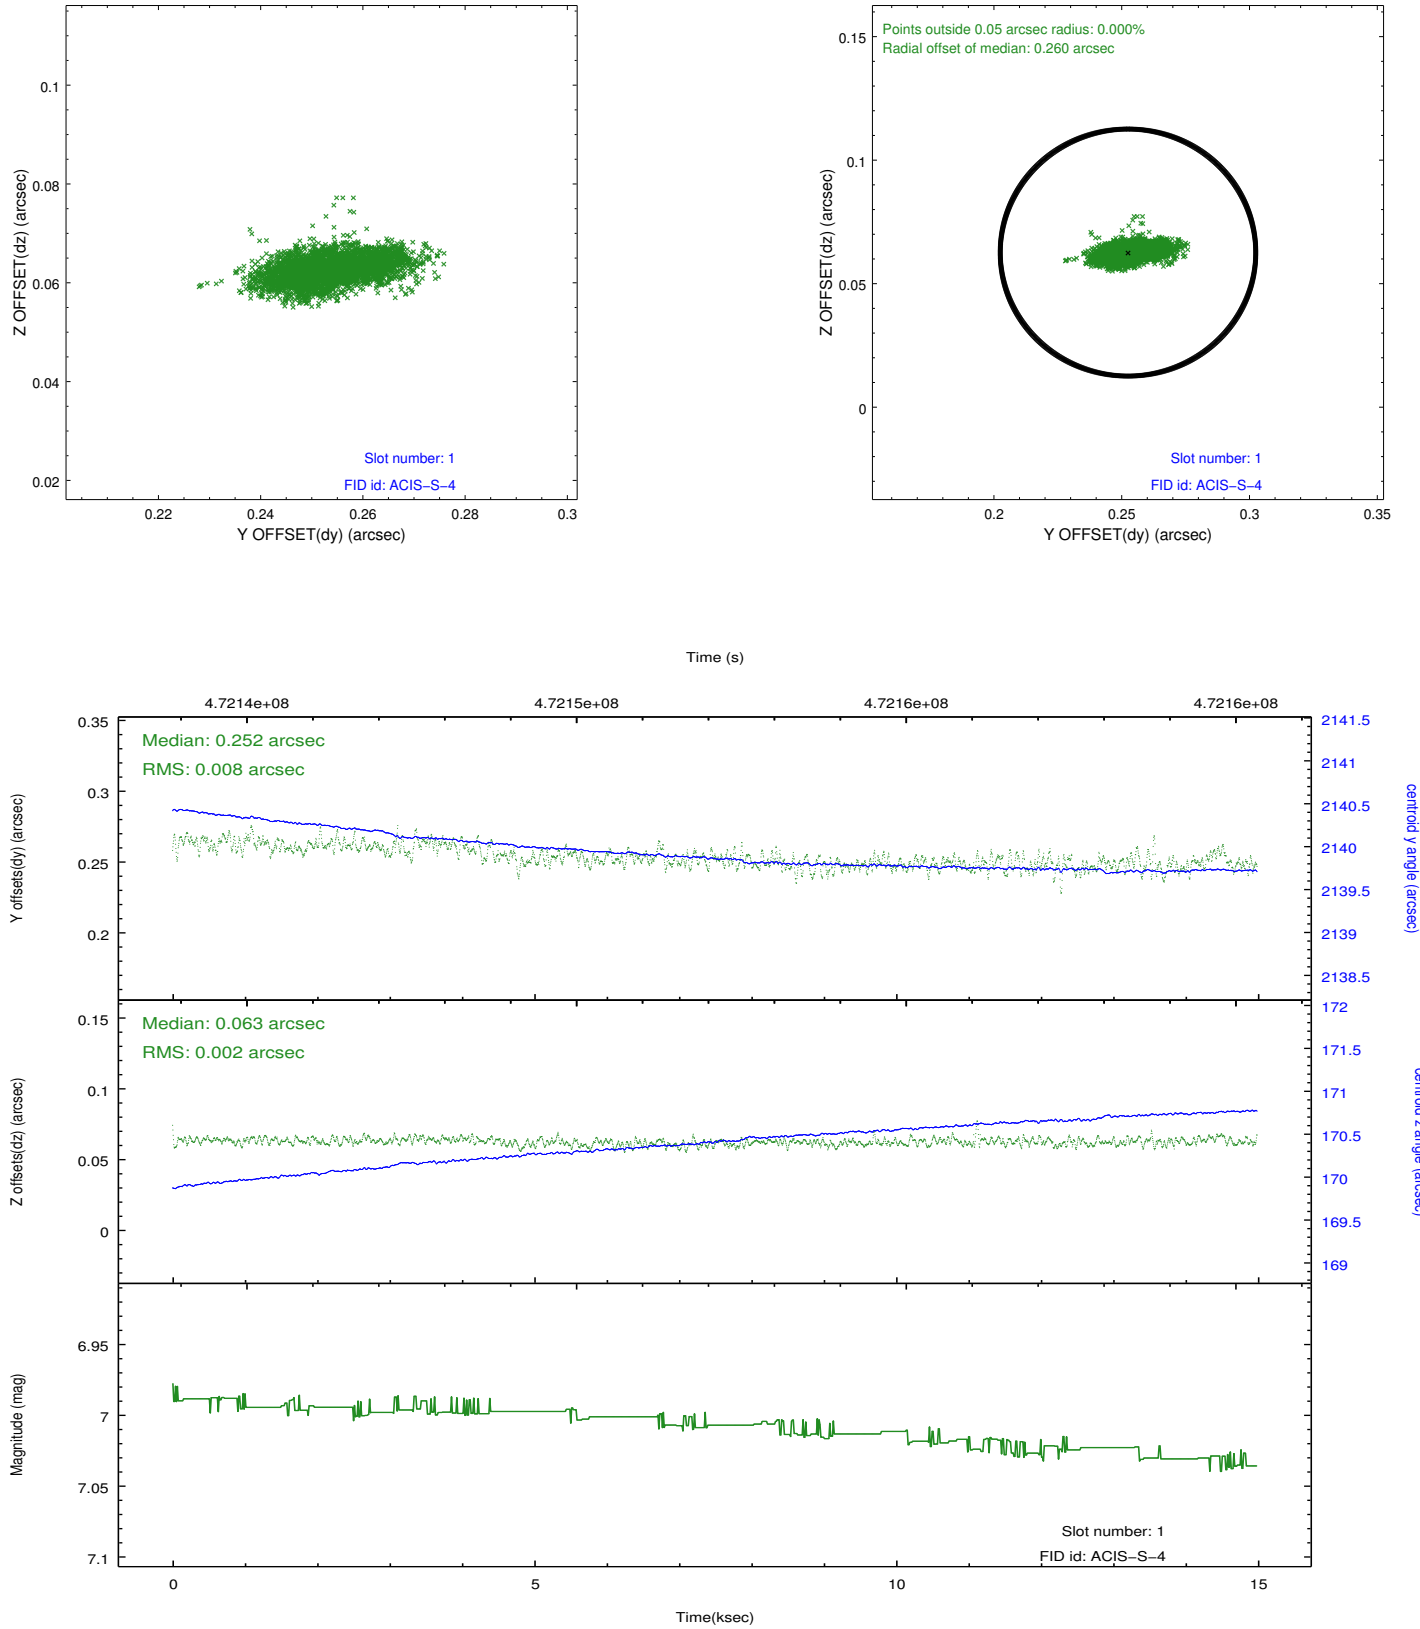 0.1
0.08
0.06
0.04
0.02
Z OFFSET(dz) (arcsec)
Slot number: 1
FID id: ACIS-S-4
0.22 0.24 0.26 0.28 0.3
Y OFFSET(dy) (arcsec)
Points outside 0.05 arcsec radius: 0.000%
Radial offset of median: 0.260 arcsec
0.15
0.1
0.05
0
Z OFFSET(dz) (arcsec)
Slot number: 1
FID id: ACIS-S-4
0.2 0.25 0.3 0.35
Y OFFSET(dy) (arcsec)
Time (s)
4.7214e+08 4.7215e+08 4.7216e+08 4.7216e+08
Median: 0.252 arcsec
RMS: 0.008 arcsec
0.35
0.3
0.25
0.2
Y offsets(dy) (arcsec)
2141.5
2141
2140.5
2140
2139.5
2139
2138.5
centroid y angle (arcsec)
Median: 0.063 arcsec
RMS: 0.002 arcsec
0.15
0.1
0.05
0
Z offsets(dz) (arcsec)
172
171.5
171
170.5
170
169.5
169
centroid z angle (arcsec)
6.95
7
7.05
7.1
Magnitude (mag)
Slot number: 1
FID id: ACIS-S-4
0 5 10 15
Time(ksec)